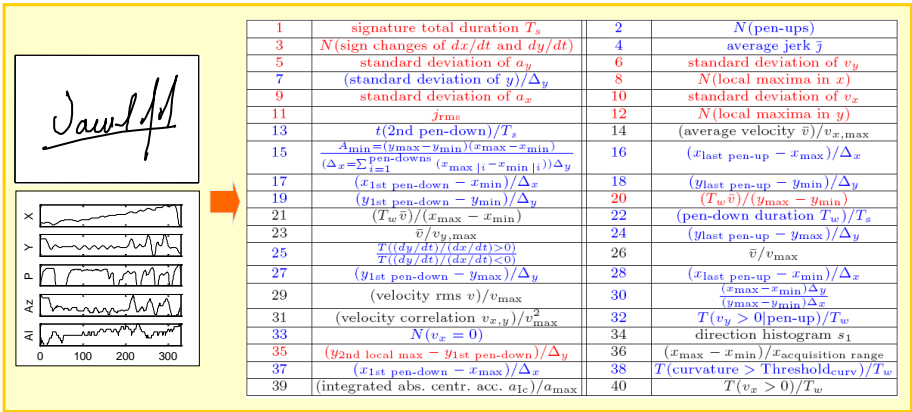 X
Y
P
Az
Al
0 100 200 300
1 signature total duration T_s 2 N(pen-ups)
3 N(sign changes of dx/dt and dy/dt) 4 average jerk j̄
5 standard deviation of a_y 6 standard deviation of v_y
7 (standard deviation of y)/Δ_y 8 N(local maxima in x)
9 standard deviation of a_x 10 standard deviation of v_x
11 j_rms 12 N(local maxima in y)
13 t(2nd pen-down)/T_s 14 (average velocity v̄)/v_x,max
15 A_min=(y_max−y_min)(x_max−x_min) / (Δ_x=∑_{i=1}^{pen-downs}(x_max|i−x_min|i))Δ_y 16 (x_last pen-up − x_max)/Δ_x
17 (x_1st pen-down − x_min)/Δ_x 18 (y_last pen-up − y_min)/Δ_y
19 (y_1st pen-down − y_min)/Δ_y 20 (T_w v̄)/(y_max − y_min)
21 (T_w v̄)/(x_max − x_min) 22 (pen-down duration T_w)/T_s
23 v̄/v_y,max 24 (y_last pen-up − y_max)/Δ_y
25 T((dy/dt)/(dx/dt)>0) / T((dy/dt)/(dx/dt)<0) 26 v̄/v_max
27 (y_1st pen-down − y_max)/Δ_y 28 (x_last pen-up − x_min)/Δ_x
29 (velocity rms v)/v_max 30 (x_max−x_min)Δ_y / (y_max−y_min)Δ_x
31 (velocity correlation v_x,y)/v²_max 32 T(v_y > 0|pen-up)/T_w
33 N(v_x = 0) 34 direction histogram s_1
35 (y_2nd local max − y_1st pen-down)/Δ_y 36 (x_max − x_min)/x_acquisition range
37 (x_1st pen-down − x_max)/Δ_x 38 T(curvature > Threshold_curv)/T_w
39 (integrated abs. centr. acc. a_Ic)/a_max 40 T(v_x > 0)/T_w